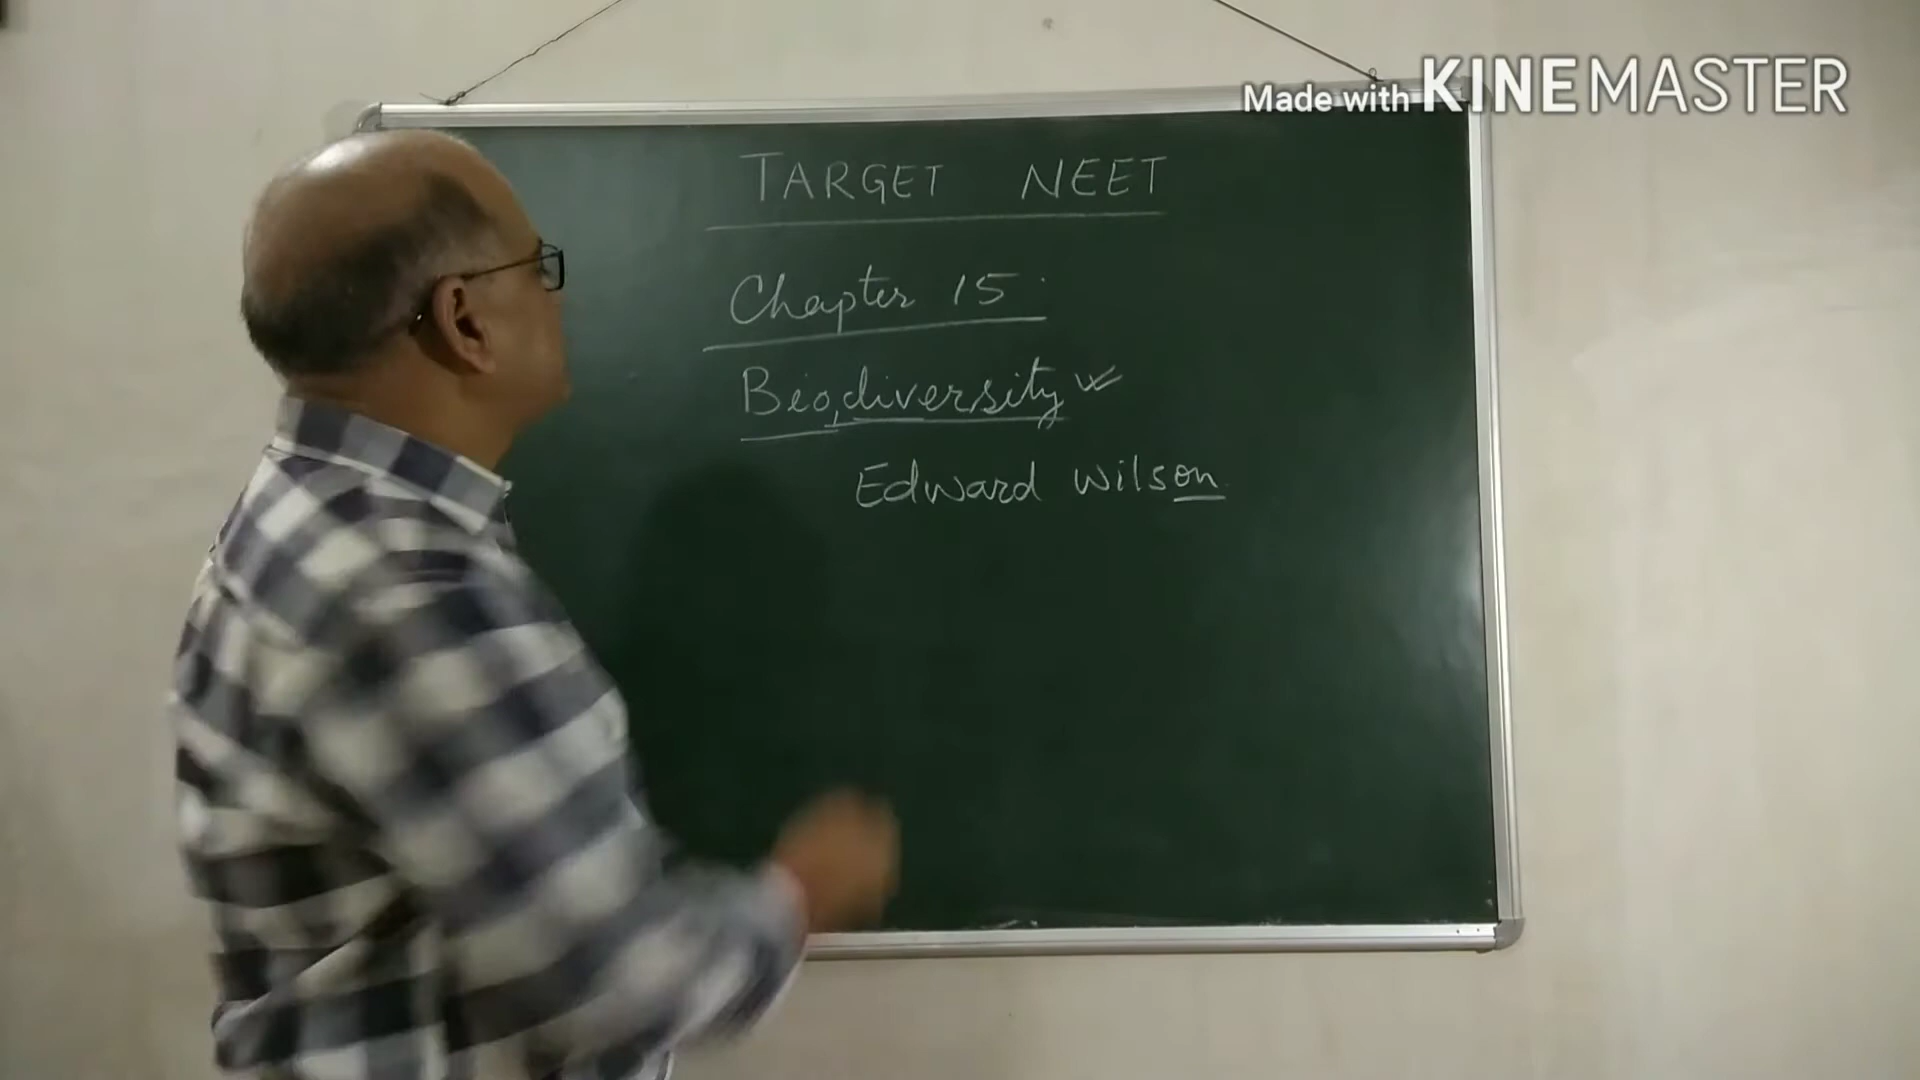 Made with KINEMASTER
TARGET NEET
Chapter 15
Biodiversity
Edward Wilson